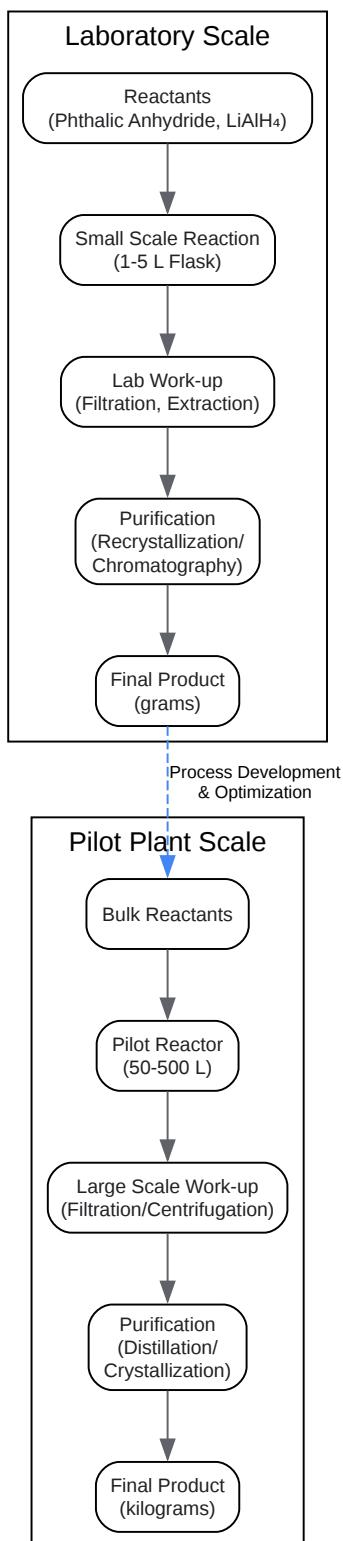 Laboratory Scale
Reactants
(Phthalic Anhydride, LiAlH₄)
Small Scale Reaction
(1-5 L Flask)
Lab Work-up
(Filtration, Extraction)
Purification
(Recrystallization/
Chromatography)
Final Product
(grams)
Process Development
& Optimization
Pilot Plant Scale
Bulk Reactants
Pilot Reactor
(50-500 L)
Large Scale Work-up
(Filtration/Centrifugation)
Purification
(Distillation/
Crystallization)
Final Product
(kilograms)